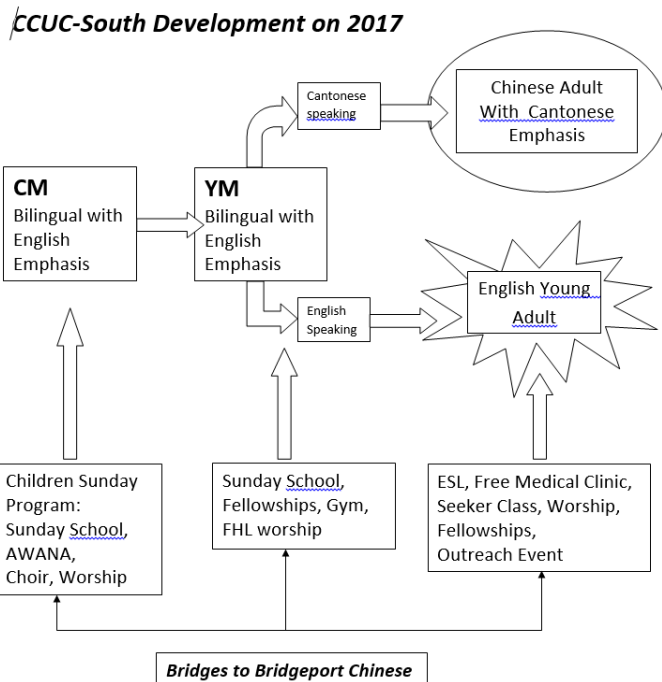 CCUC-South Development on 2017
Cantonese
speaking
Chinese Adult
With Cantonese
Emphasis
CM
Bilingual with
English
Emphasis
YM
Bilingual with
English
Emphasis
English
Speaking
English Young
Adult
Children Sunday
Program:
Sunday School,
AWANA,
Choir, Worship
Sunday School,
Fellowships, Gym,
FHL worship
ESL, Free Medical Clinic,
Seeker Class, Worship,
Fellowships,
Outreach Event
Bridges to Bridgeport Chinese